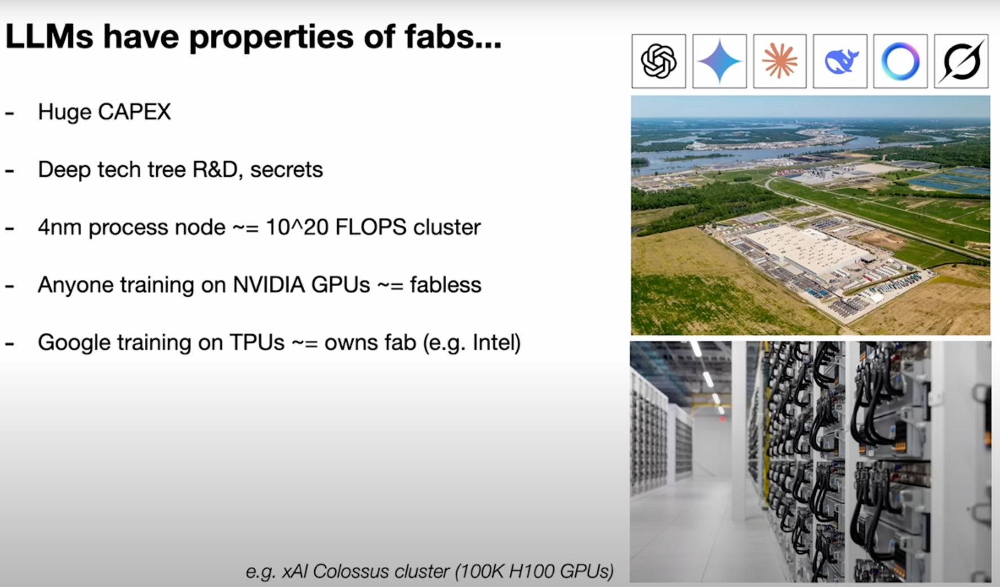 LLMs have properties of fabs...
- Huge CAPEX
- Deep tech tree R&D, secrets
- 4nm process node ~= 10^20 FLOPS cluster
- Anyone training on NVIDIA GPUs ~= fabless
- Google training on TPUs ~= owns fab (e.g. Intel)
e.g. xAI Colossus cluster (100K H100 GPUs)